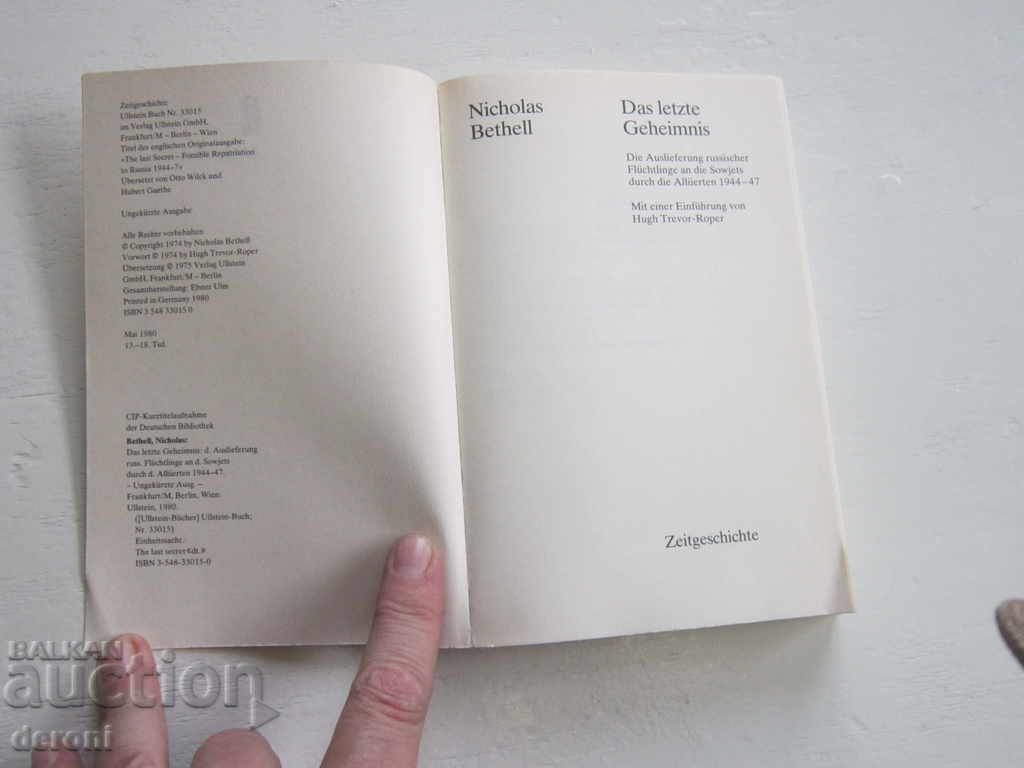 Zeitgeschichte
Ullstein Buch Nr. 33015
im Verlag Ullstein GmbH,
Frankfurt/M – Berlin – Wien
Titel der englischen Originalausgabe:
»The last Secret – Forcible Repatriation
to Russia 1944–7«
Übersetzt von Otto Wilck und
Hubert Gaethe
Ungekürzte Ausgabe
Alle Rechte vorbehalten
© Copyright 1974 by Nicholas Bethell
Vorwort © 1974 by Hugh Trevor-Roper
Übersetzung © 1975 Verlag Ullstein
GmbH, Frankfurt/M – Berlin
Gesamtherstellung: Ebner Ulm
Printed in Germany 1980
ISBN 3 548 33015 0
Mai 1980
13.–18. Tsd.
CIP-Kurztitelaufnahme
der Deutschen Bibliothek
Bethell, Nicholas:
Das letzte Geheimnis: d. Auslieferung
russ. Flüchtlinge an d. Sowjets
durch d. Alliierten 1944–47.
– Ungekürzte Ausg. –
Frankfurt/M, Berlin, Wien:
Ullstein, 1980.
([Ullstein-Bücher] Ullstein-Buch;
Nr. 33015)
Einheitssacht.:
The last secret ‹dt.›
ISBN 3-548-33015-0
Nicholas
Bethell
Das letzte
Geheimnis
Die Auslieferung russischer
Flüchtlinge an die Sowjets
durch die Alliierten 1944–47
Mit einer Einführung von
Hugh Trevor-Roper
Zeitgeschichte
BALKAN
auction
deroni